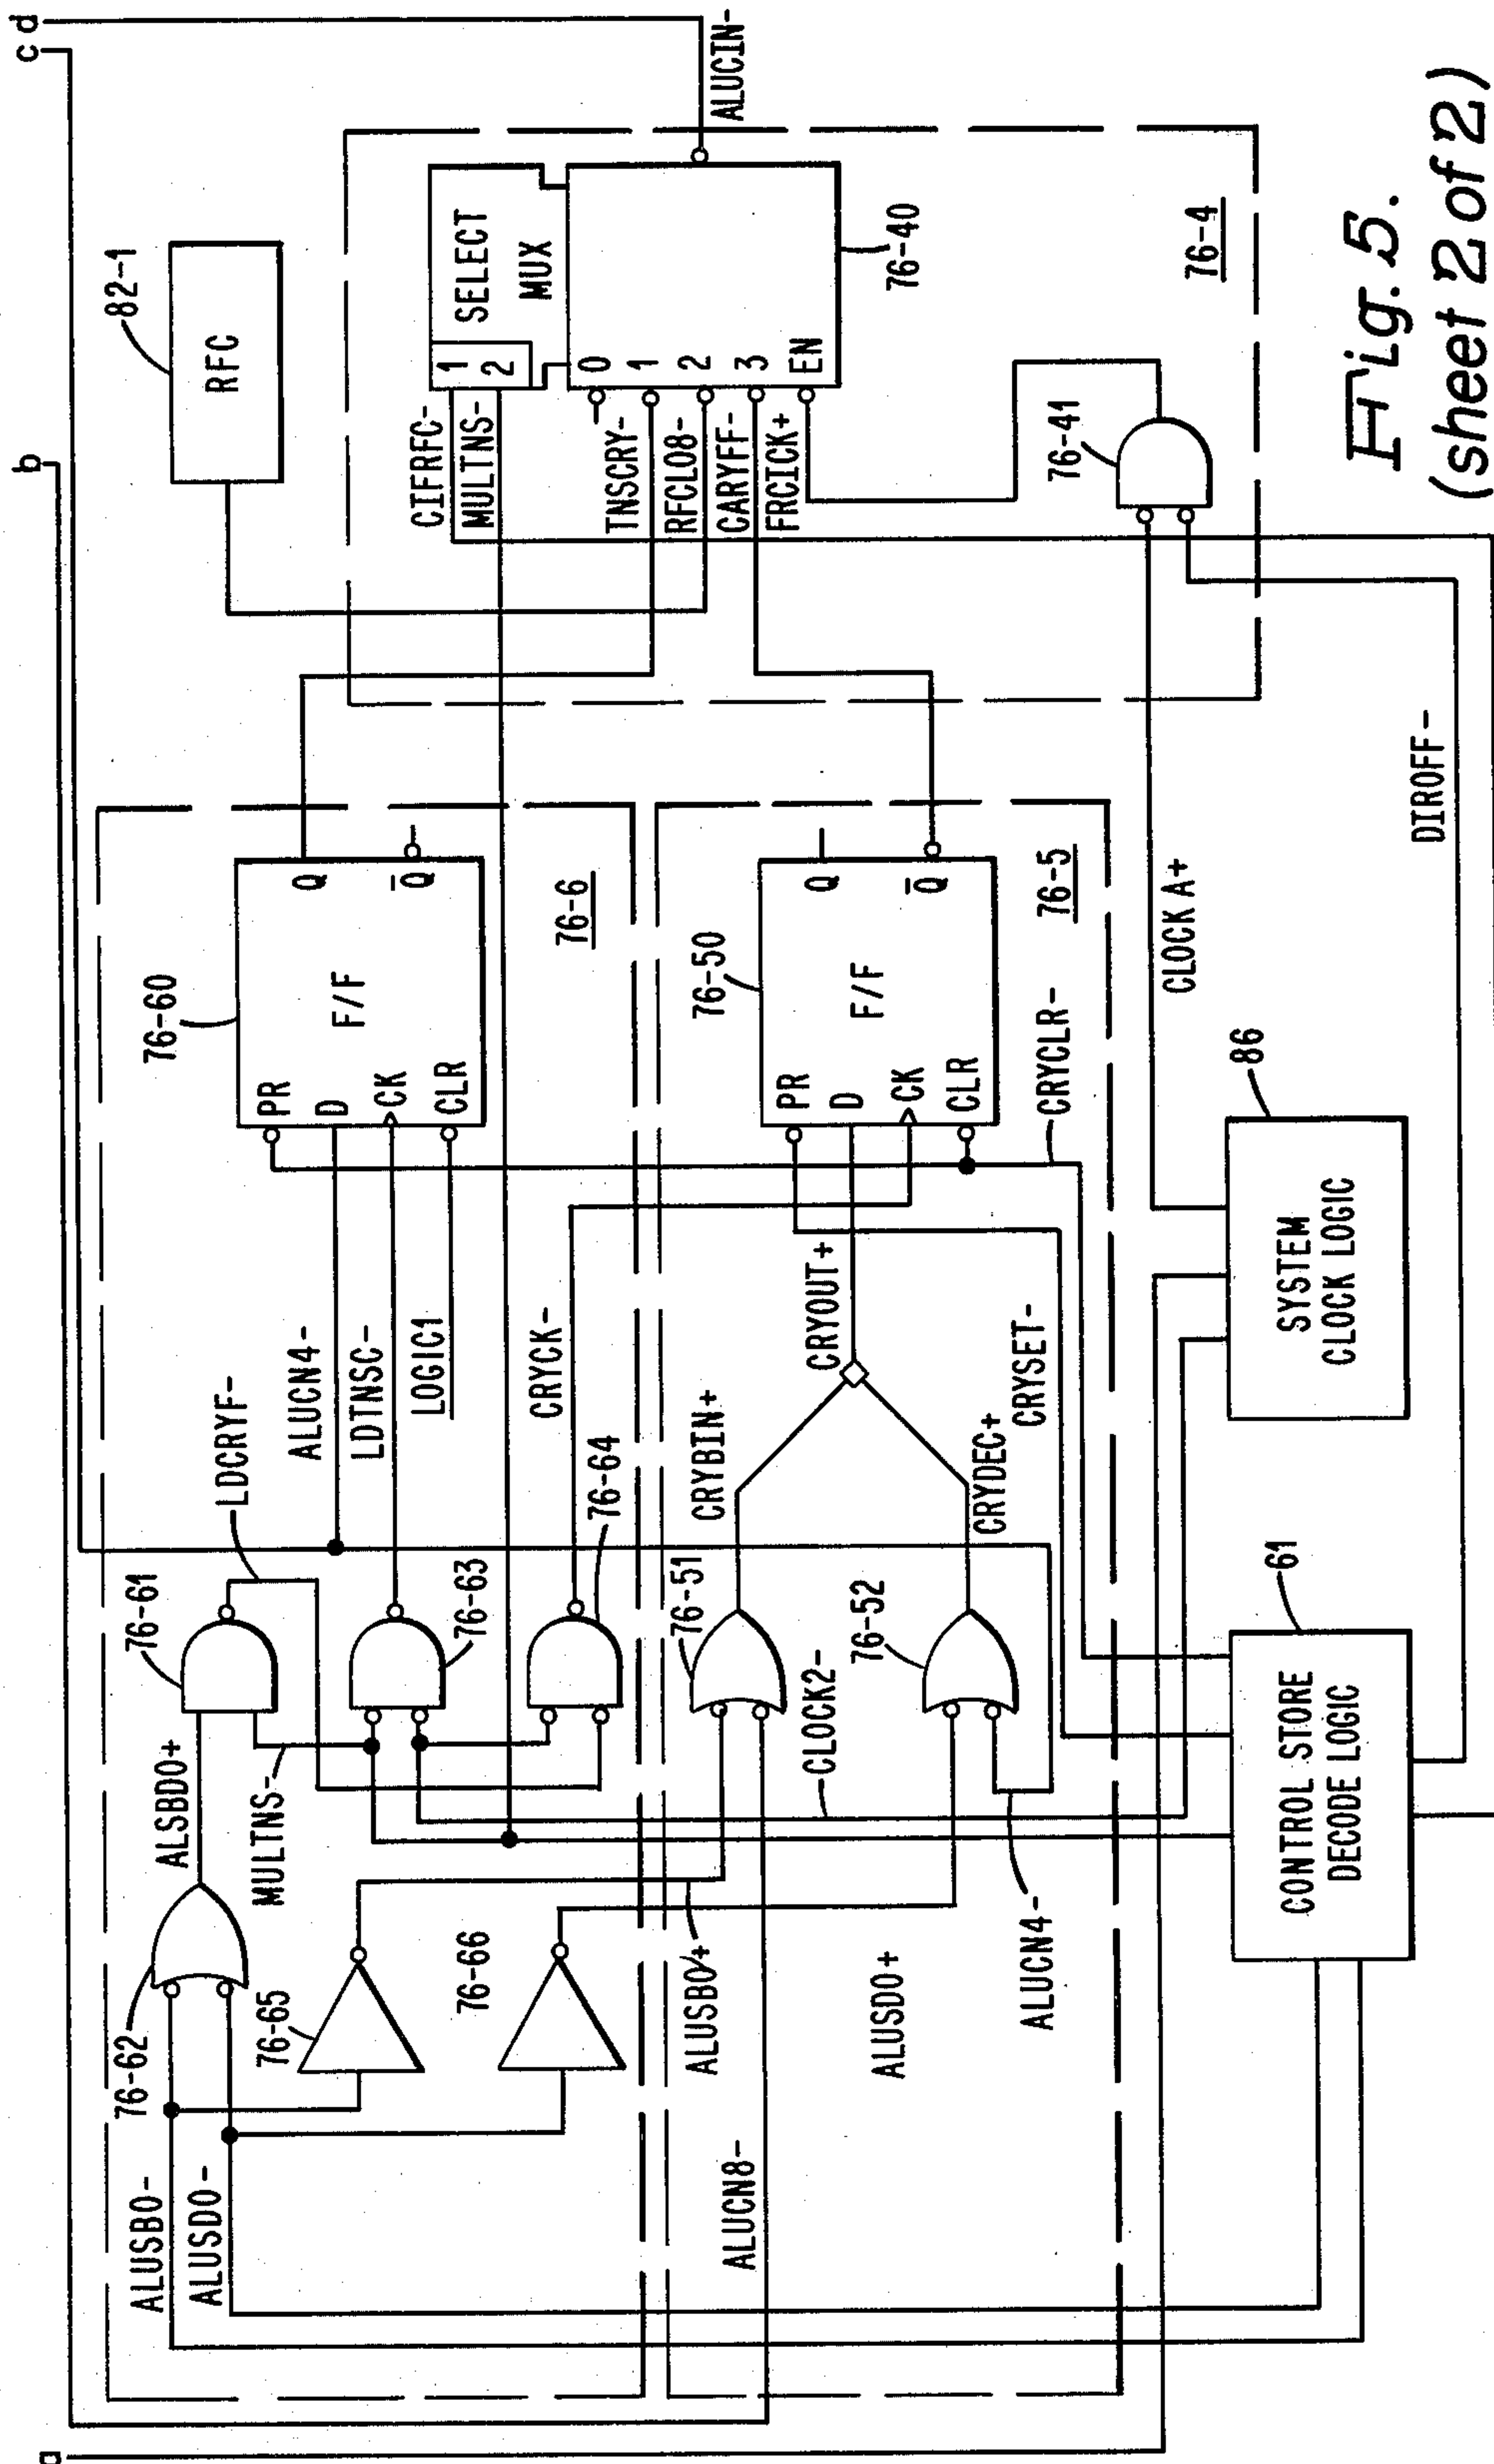 a
b
c
d
ALUSBO-
ALUSDO-
76-62
ALSBDO+
MULTNS-
76-61
LDCRYF-
76-65
76-66
ALUCN4-
LDTNSC-
LOGIC1
76-63
CRYCK-
76-64
76-60
PR
D
CK
CLR
F/F
Q
Q̅
76-6
82-1
RFC
CIFRFC-
MULTNS-
TNSCRY-
RFCL08-
CARYFF-
FRCICK+
1
2
SELECT
MUX
0
1
2
3
EN
76-40
ALUCIN-
76-41
76-4
ALUCN8-
ALUSBO+
ALUSDO+
ALUCN4-
76-51
76-52
CLOCK2-
CRYBIN+
CRYDEC+
CRYOUT+
CRYSET-
76-50
PR
D
CK
CLR
F/F
Q
Q̅
76-5
CRYCLR-
CLOCK A+
DIROFF-
61
CONTROL STORE
DECODE LOGIC
86
SYSTEM
CLOCK LOGIC
Fig. 5.
(sheet 2 of 2)